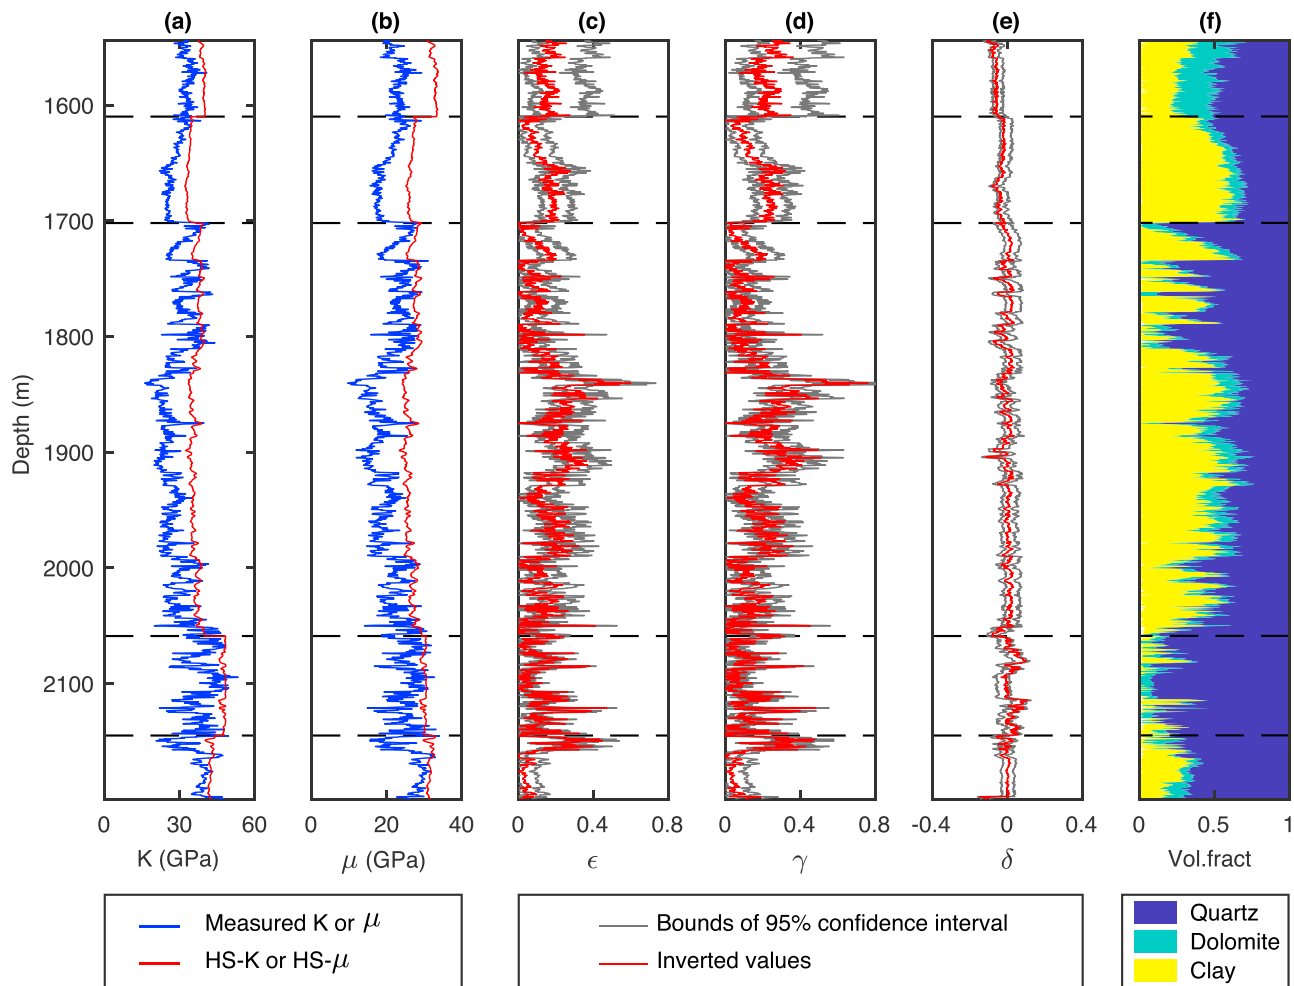 (a) (b) (c) (d) (e) (f)
1600
1700
1800
1900
2000
2100
Depth (m)
0 30 60 0 20 40 0 0.4 0.8 0 0.4 0.8 -0.4 0 0.4 0 0.5 1
K (GPa) μ (GPa) ϵ γ δ Vol.fract
Measured K or μ
HS-K or HS-μ
Bounds of 95% confidence interval
Inverted values
Quartz
Dolomite
Clay